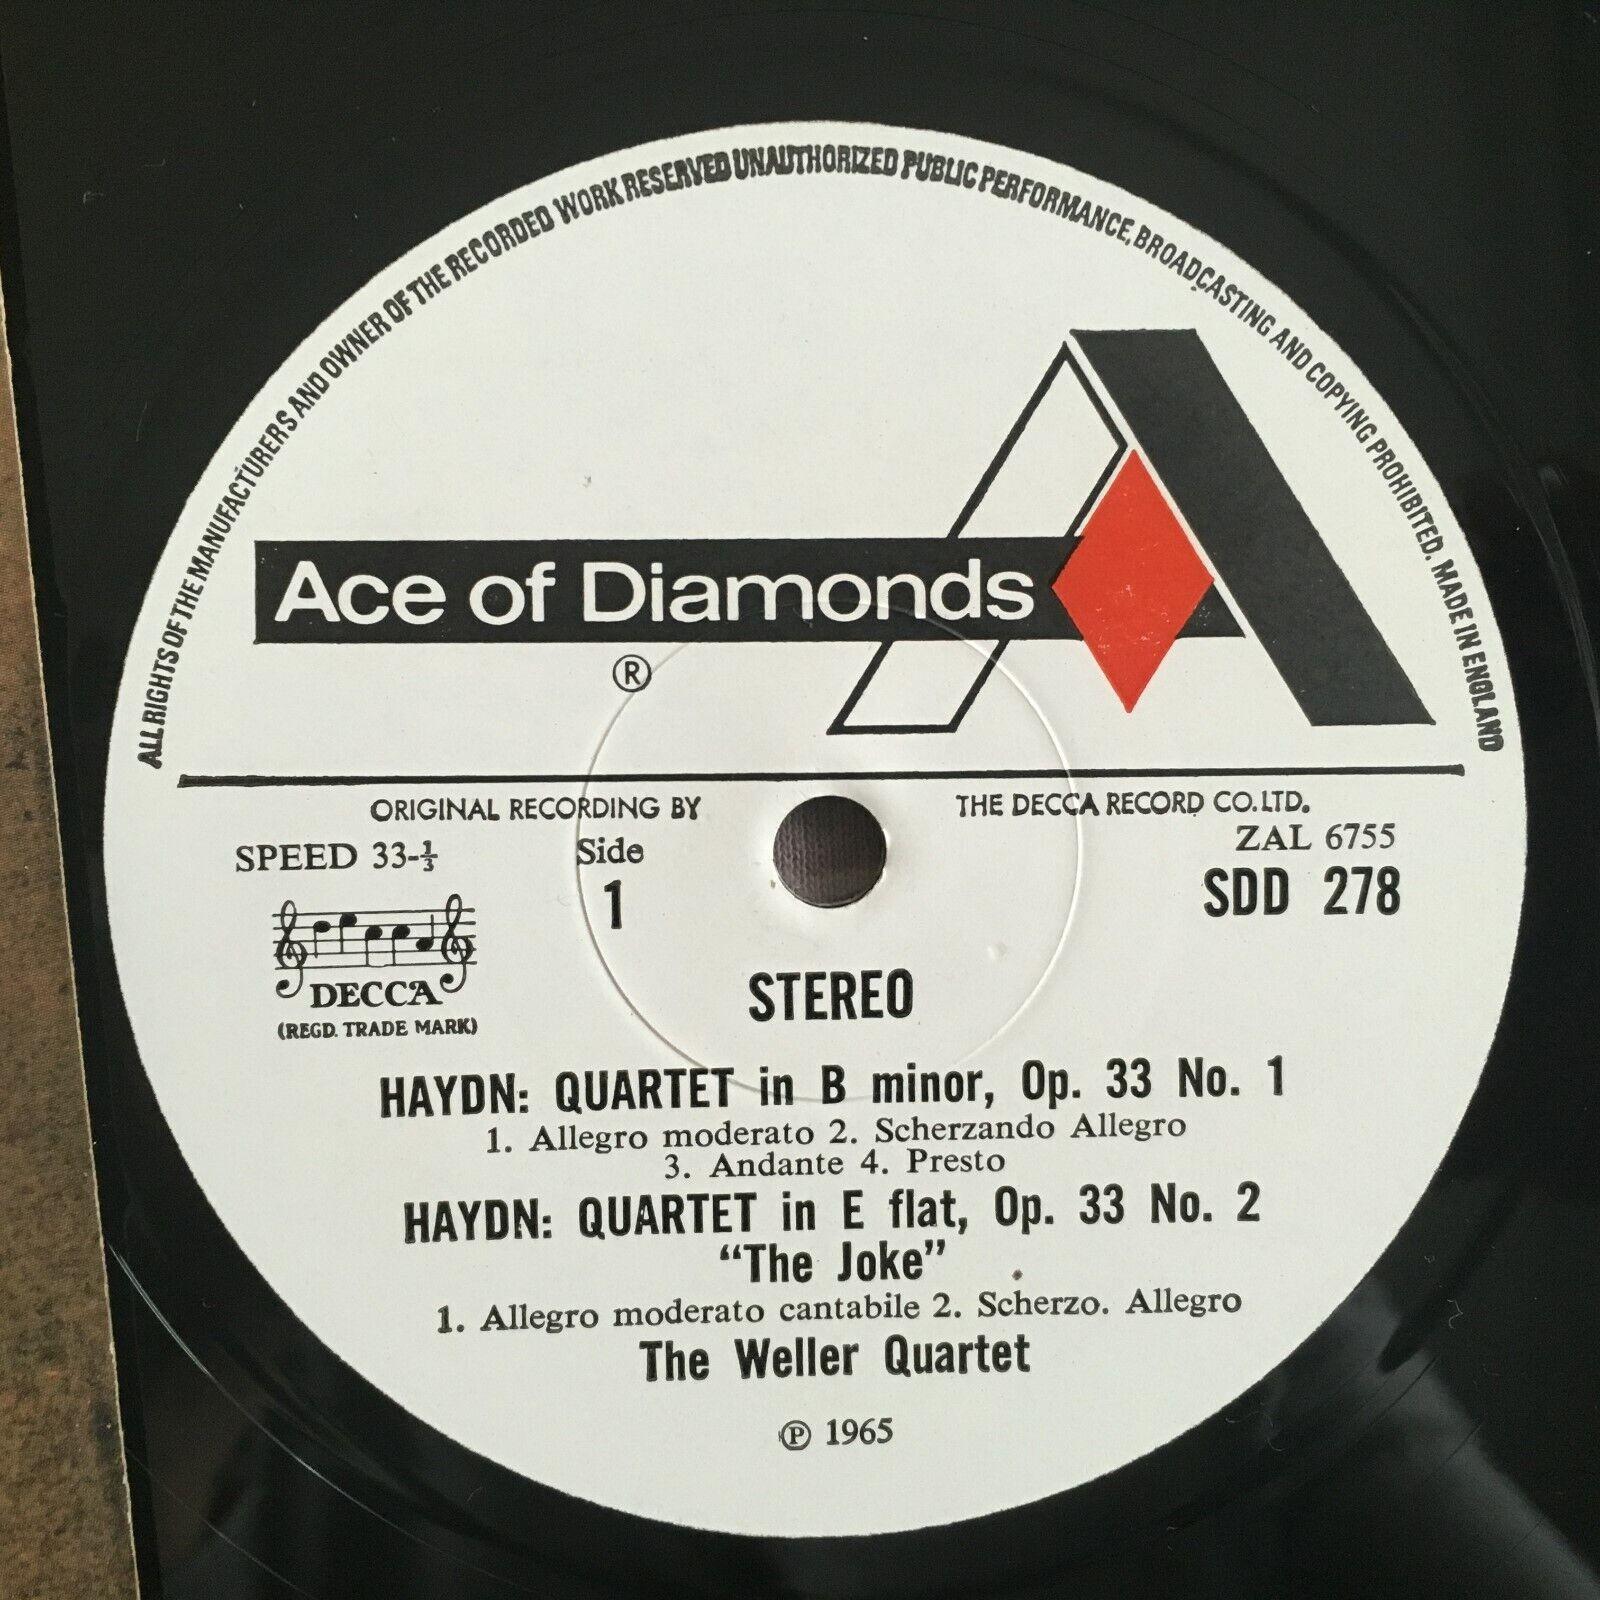 ALL RIGHTS OF THE MANUFACTURERS AND OWNER OF THE RECORDED WORK RESERVED UNAUTHORIZED PUBLIC PERFORMANCE, BROADCASTING AND COPYING PROHIBITED. MADE IN ENGLAND
Ace of Diamonds
®
ORIGINAL RECORDING BY THE DECCA RECORD CO. LTD.
SPEED 33-⅓
Side
1
ZAL 6755
SDD 278
DECCA
(REGD. TRADE MARK)
STEREO
HAYDN: QUARTET in B minor, Op. 33 No. 1
1. Allegro moderato 2. Scherzando Allegro
3. Andante 4. Presto
HAYDN: QUARTET in E flat, Op. 33 No. 2
“The Joke”
1. Allegro moderato cantabile 2. Scherzo. Allegro
The Weller Quartet
℗ 1965